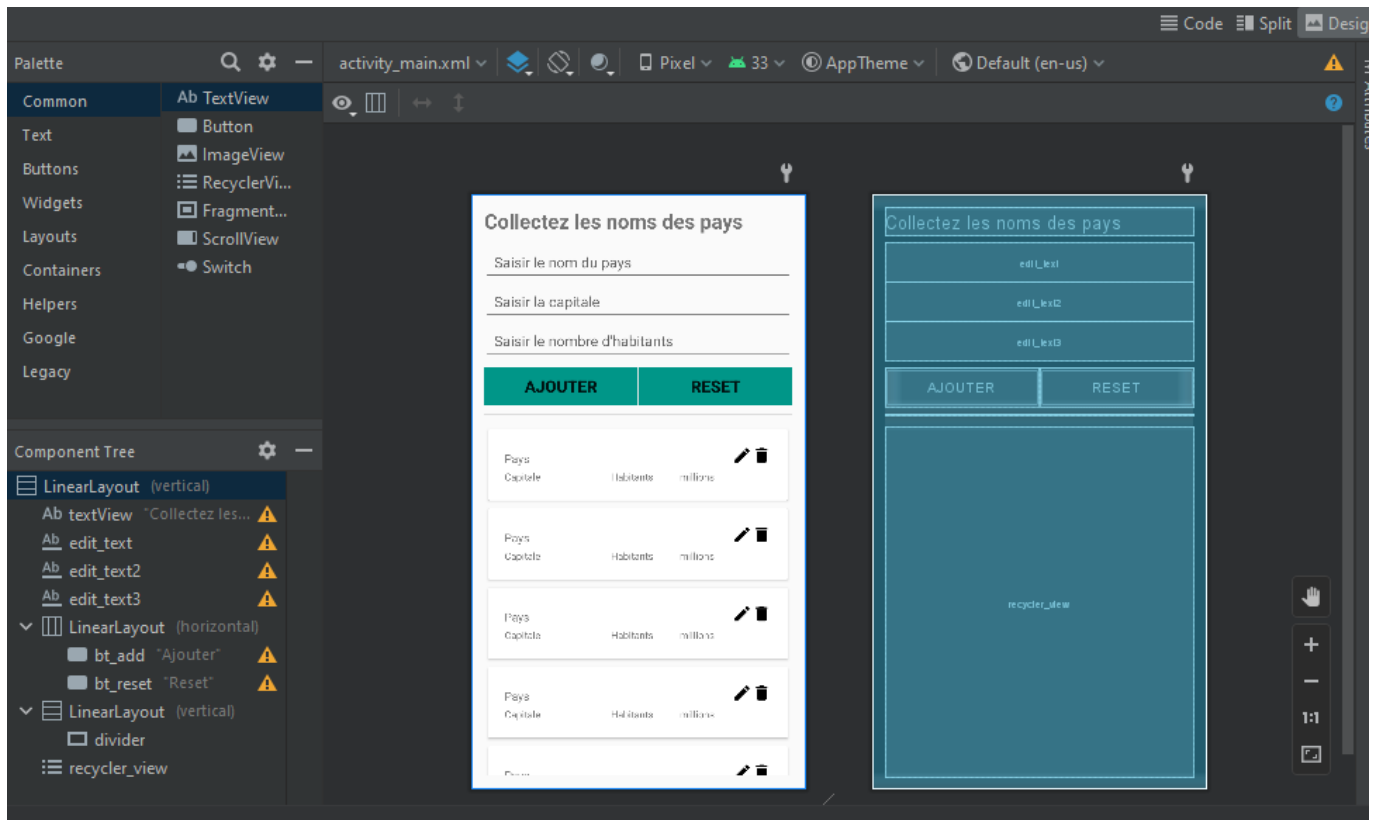 Code Split Desig
Palette
activity_main.xml Pixel 33 AppTheme Default (en-us)
Common
Text
Buttons
Widgets
Layouts
Containers
Helpers
Google
Legacy
Ab TextView
Button
ImageView
RecyclerVi...
Fragment...
ScrollView
Switch
Attributes
Component Tree
LinearLayout (vertical)
Ab textView "Collectez les...
Ab edit_text
Ab edit_text2
Ab edit_text3
LinearLayout (horizontal)
bt_add "Ajouter"
bt_reset "Reset"
LinearLayout (vertical)
divider
recycler_view
Collectez les noms des pays
Saisir le nom du pays
Saisir la capitale
Saisir le nombre d'habitants
AJOUTER RESET
Pays
Capitale Habitants millions
Pays
Capitale Habitants millions
Pays
Capitale Habitants millions
Pays
Capitale Habitants millions
Collectez les noms des pays
edit_text
edit_text2
edit_text3
AJOUTER RESET
recycler_view
1:1